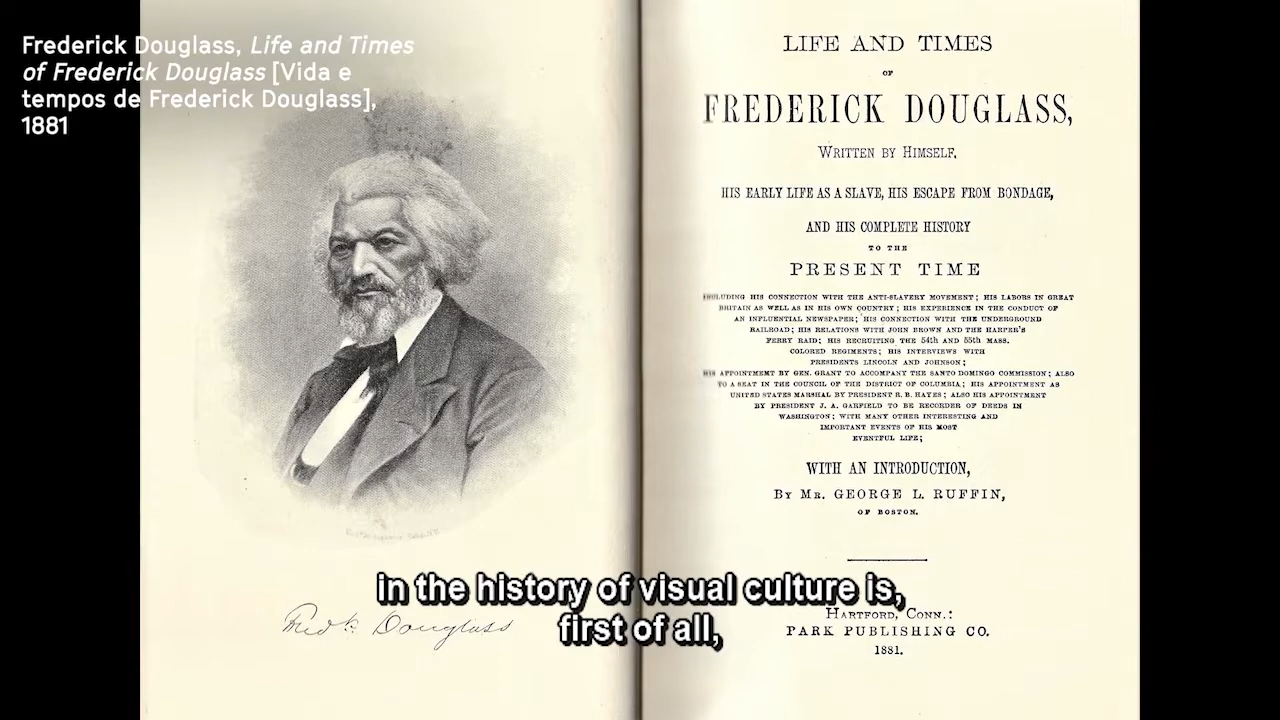 Frederick Douglass, Life and Times
of Frederick Douglass [Vida e
tempos de Frederick Douglass],
1881
Fredk. Douglass
LIFE AND TIMES
OF
FREDERICK DOUGLASS,
WRITTEN BY HIMSELF.
HIS EARLY LIFE AS A SLAVE, HIS ESCAPE FROM BONDAGE,
AND HIS COMPLETE HISTORY
TO THE
PRESENT TIME
INCLUDING HIS CONNECTION WITH THE ANTI-SLAVERY MOVEMENT; HIS LABORS IN GREAT
BRITAIN AS WELL AS IN HIS OWN COUNTRY; HIS EXPERIENCE IN THE CONDUCT OF
AN INFLUENTIAL NEWSPAPER; HIS CONNECTION WITH THE UNDERGROUND
RAILROAD; HIS RELATIONS WITH JOHN BROWN AND THE HARPER'S
FERRY RAID; HIS RECRUITING THE 54th AND 55th MASS.
COLORED REGIMENTS; HIS INTERVIEWS WITH
PRESIDENTS LINCOLN AND JOHNSON;
HIS APPOINTMEMT BY GEN. GRANT TO ACCOMPANY THE SANTO DOMINGO COMMISSION; ALSO
TO A SEAT IN THE COUNCIL OF THE DISTRICT OF COLUMBIA; HIS APPOINTMENT AS
UNITED STATES MARSHAL BY PRESIDENT R. B. HAYES; ALSO HIS APPOINTMENT
BY PRESIDENT J. A. GARFIELD TO BE RECORDER OF DEEDS IN
WASHINGTON; WITH MANY OTHER INTERESTING AND
IMPORTANT EVENTS OF HIS MOST
EVENTFUL LIFE;
WITH AN INTRODUCTION,
BY MR. GEORGE L. RUFFIN,
OF BOSTON.
HARTFORD, CONN.:
PARK PUBLISHING CO.
1881.
in the history of visual culture is,
first of all,